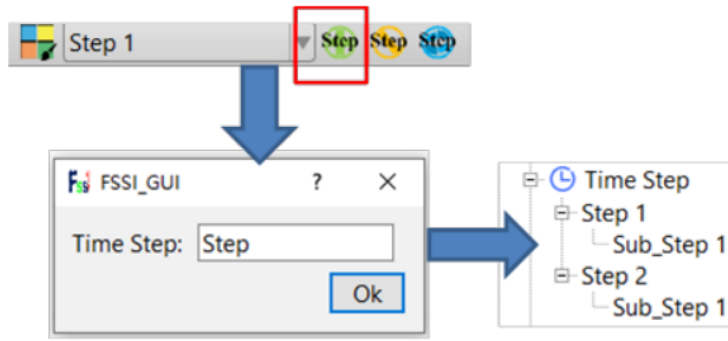 Step 1
Step Step Step
Fssi FSSI_GUI ? ×
Time Step: Step
Ok
Time Step
Step 1
Sub_Step 1
Step 2
Sub_Step 1